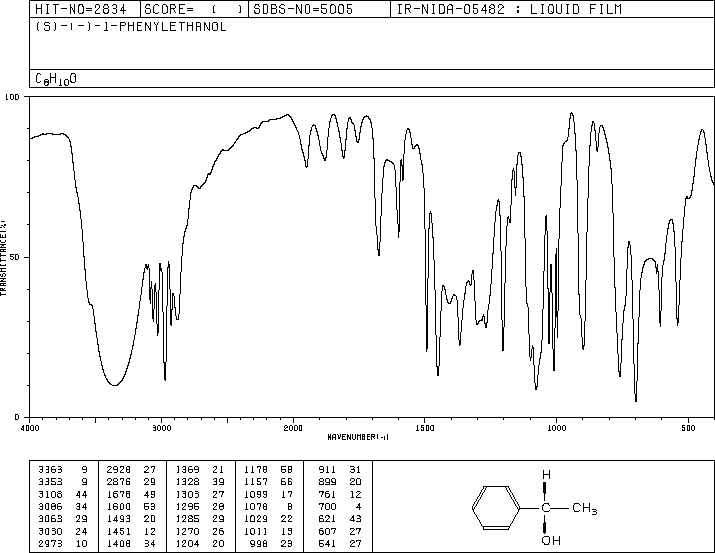 HIT-NO=2834 SCORE= ( ) SDBS-NO=5005 IR-NIDA-05482 : LIQUID FILM
(S)-(-)-1-PHENYLETHANOL
C8H10O
100
50
0
TRANSMITTANCE(%)
4000 3000 2000 1500 1000 500
WAVENUMBER(-1)
3363 9 2928 27 1369 21 1178 58 911 31
3353 9 2876 29 1328 39 1157 66 899 20
3108 44 1678 49 1303 27 1099 17 761 12
3086 34 1600 53 1296 28 1078 8 700 4
3063 29 1493 20 1285 29 1029 22 621 43
3030 24 1451 12 1270 26 1011 13 607 27
2973 10 1408 34 1204 20 998 23 541 27
H
C CH3
OH